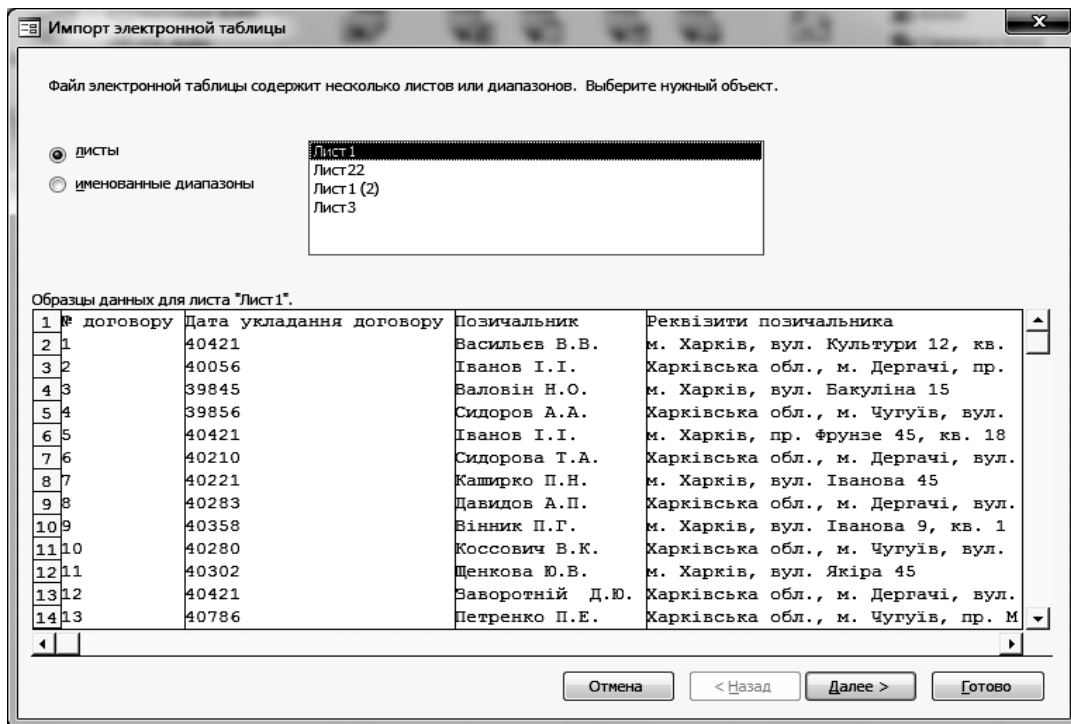 Импорт электронной таблицы
Файл электронной таблицы содержит несколько листов или диапазонов. Выберите нужный объект.
листы
именованные диапазоны
Лист1
Лист22
Лист1 (2)
Лист3
Образцы данных для листа "Лист1".
1 № договору Дата укладання договору Позичальник Реквізити позичальника
2 1 40421 Васильєв В.В. м. Харків, вул. Культури 12, кв.
3 2 40056 Іванов І.І. Харківська обл., м. Дергачі, пр.
4 3 39845 Валовін Н.О. м. Харків, вул. Бакуліна 15
5 4 39856 Сидоров А.А. Харківська обл., м. Чугуїв, вул.
6 5 40421 Іванов І.І. м. Харків, пр. Фрунзе 45, кв. 18
7 6 40210 Сидорова Т.А. Харківська обл., м. Дергачі, вул.
8 7 40221 Каширко П.Н. м. Харків, вул. Іванова 45
9 8 40283 Давидов А.П. Харківська обл., м. Дергачі, вул.
10 9 40358 Вінник П.Г. м. Харків, вул. Іванова 9, кв. 1
11 10 40280 Коссович В.К. Харківська обл., м. Чугуїв, вул.
12 11 40302 Щенкова Ю.В. м. Харків, вул. Якіра 45
13 12 40421 Заворотній Д.Ю. Харківська обл., м. Дергачі, вул.
14 13 40786 Петренко П.Е. Харківська обл., м. Чугуїв, пр. М
Отмена < Назад Далее > Готово